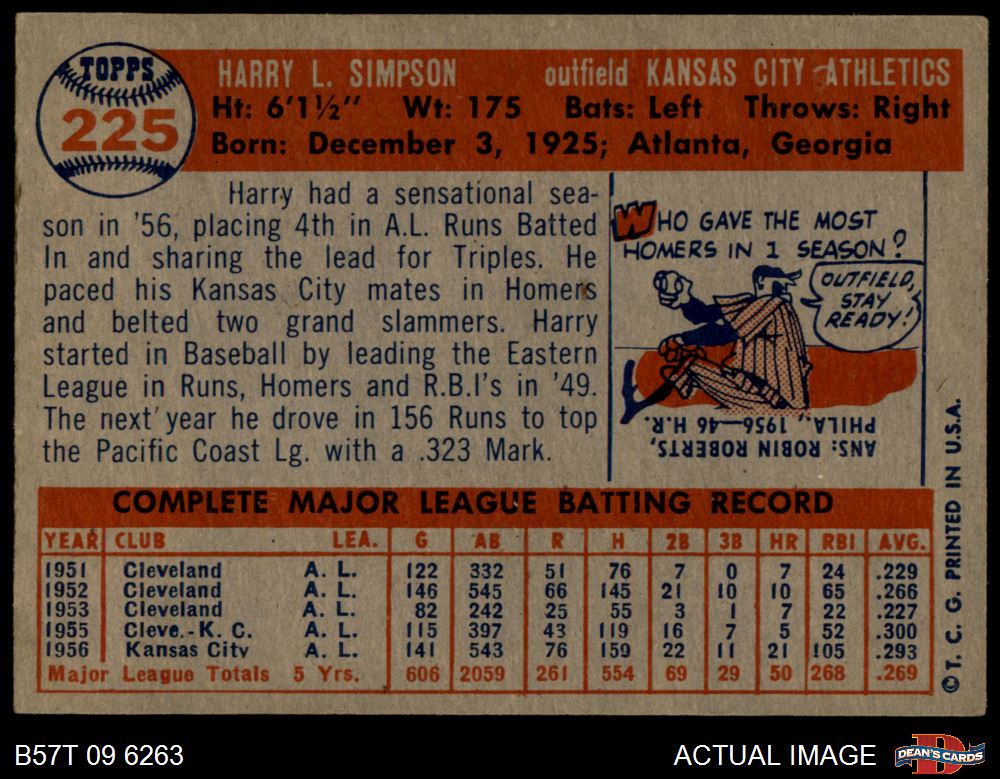 TOPPS
225
HARRY L. SIMPSON outfield KANSAS CITY ATHLETICS
Ht: 6'1½" Wt: 175 Bats: Left Throws: Right
Born: December 3, 1925; Atlanta, Georgia
Harry had a sensational sea-
son in '56, placing 4th in A.L. Runs Batted
In and sharing the lead for Triples. He
paced his Kansas City mates in Homers
and belted two grand slammers. Harry
started in Baseball by leading the Eastern
League in Runs, Homers and R.B.I's in '49.
The next year he drove in 156 Runs to top
the Pacific Coast Lg. with a .323 Mark.
WHO GAVE THE MOST
HOMERS IN 1 SEASON?
OUTFIELD,
STAY
READY!
ANS: ROBIN ROBERTS,
PHILA., 1956—46 H.R.
© T. C. G. PRINTED IN U.S.A.
COMPLETE MAJOR LEAGUE BATTING RECORD
YEAR CLUB LEA. G AB R H 2B 3B HR RBI AVG.
1951 Cleveland A. L. 122 332 51 76 7 0 7 24 .229
1952 Cleveland A. L. 146 545 66 145 21 10 10 65 .266
1953 Cleveland A. L. 82 242 25 55 3 1 7 22 .227
1955 Cleve.-K. C. A. L. 115 397 43 119 16 7 5 52 .300
1956 Kansas City A. L. 141 543 76 159 22 11 21 105 .293
Major League Totals 5 Yrs. 606 2059 261 554 69 29 50 268 .269
B57T 09 6263
ACTUAL IMAGE
D
DEAN'S CARDS